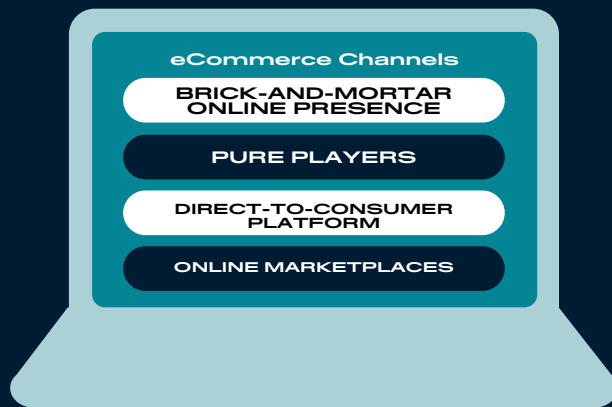 eCommerce Channels
BRICK-AND-MORTAR
ONLINE PRESENCE
PURE PLAYERS
DIRECT-TO-CONSUMER
PLATFORM
ONLINE MARKETPLACES